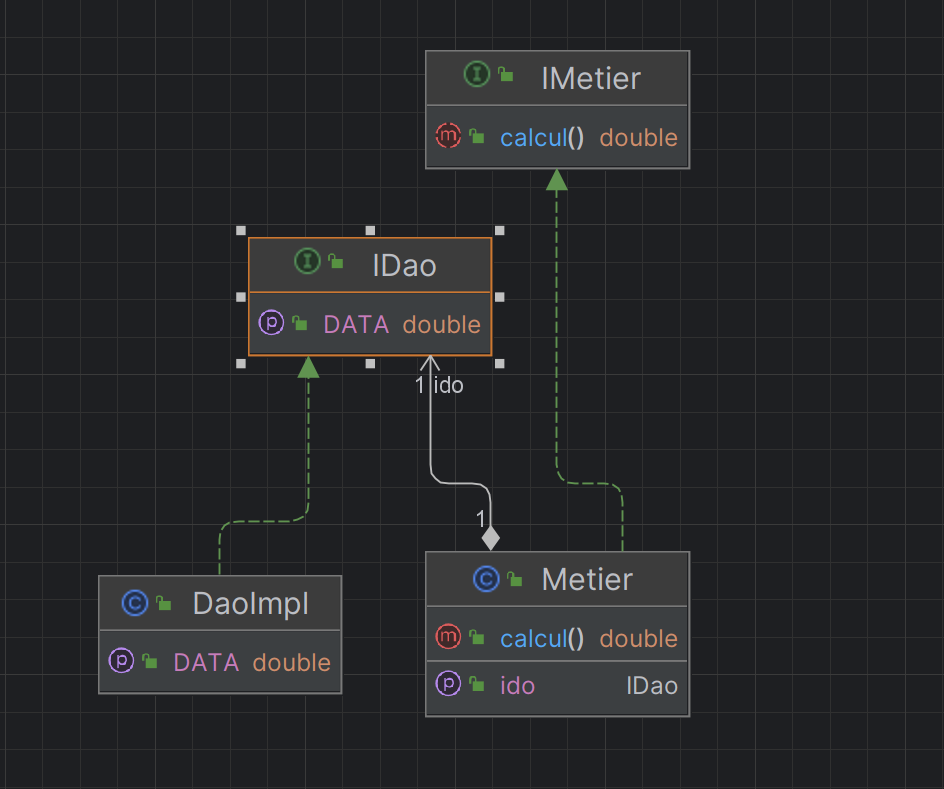 IMetier
calcul() double
IDao
DATA double
1 ido
1
DaoImpl
DATA double
Metier
calcul() double
ido IDao